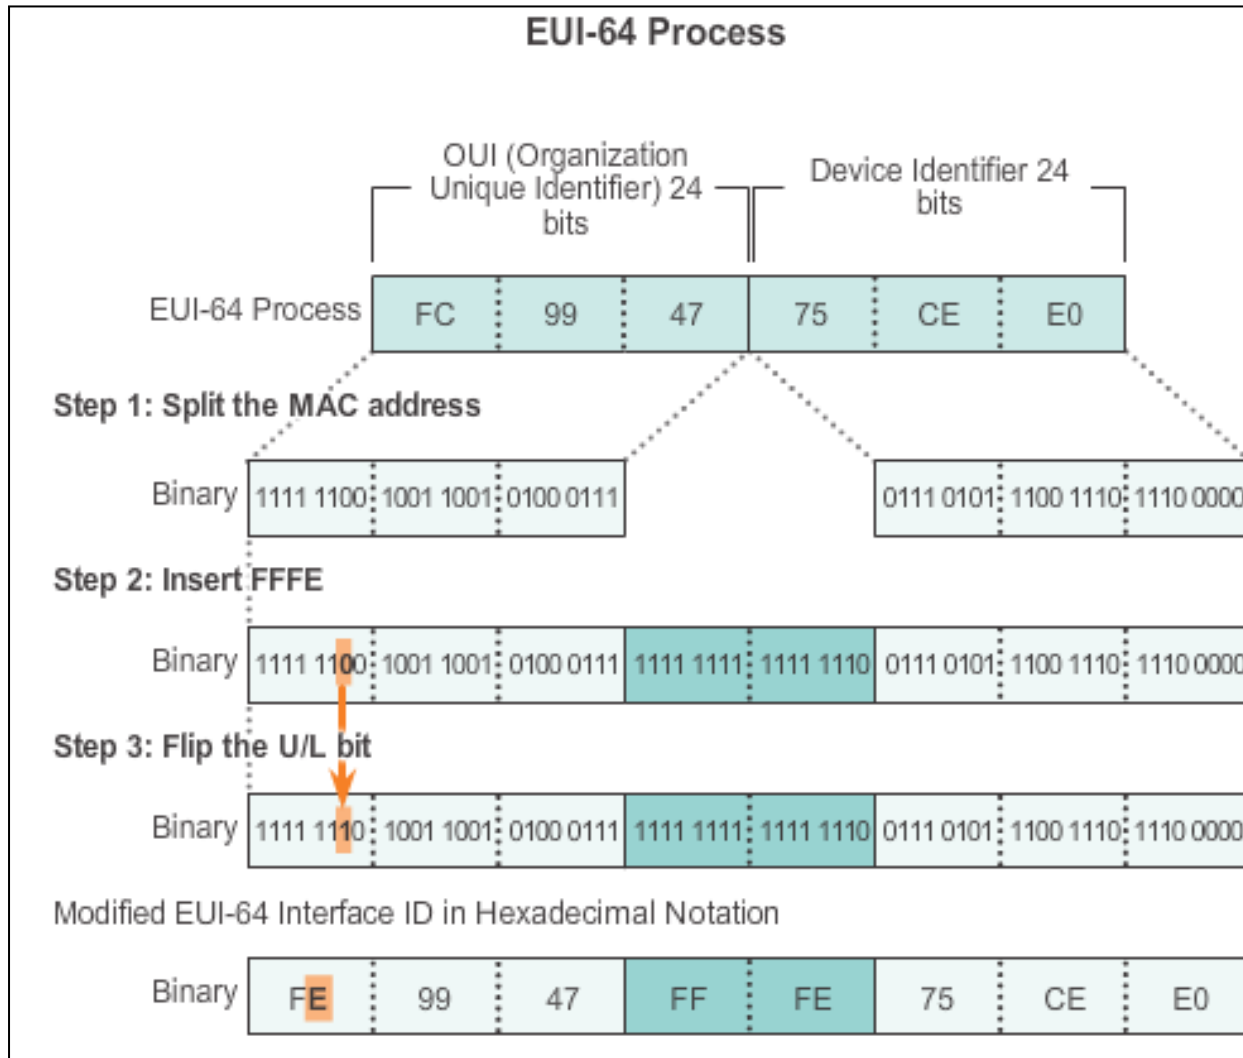 EUI-64 Process
OUI (Organization
Unique Identifier) 24
bits
Device Identifier 24
bits
EUI-64 Process FC 99 47 75 CE E0
Step 1: Split the MAC address
Binary 1111 1100 1001 1001 0100 0111 0111 0101 1100 1110 1110 0000
Step 2: Insert FFFE
Binary 1111 1100 1001 1001 0100 0111 1111 1111 1111 1110 0111 0101 1100 1110 1110 0000
Step 3: Flip the U/L bit
Binary 1111 1110 1001 1001 0100 0111 1111 1111 1111 1110 0111 0101 1100 1110 1110 0000
Modified EUI-64 Interface ID in Hexadecimal Notation
Binary FE 99 47 FF FE 75 CE E0